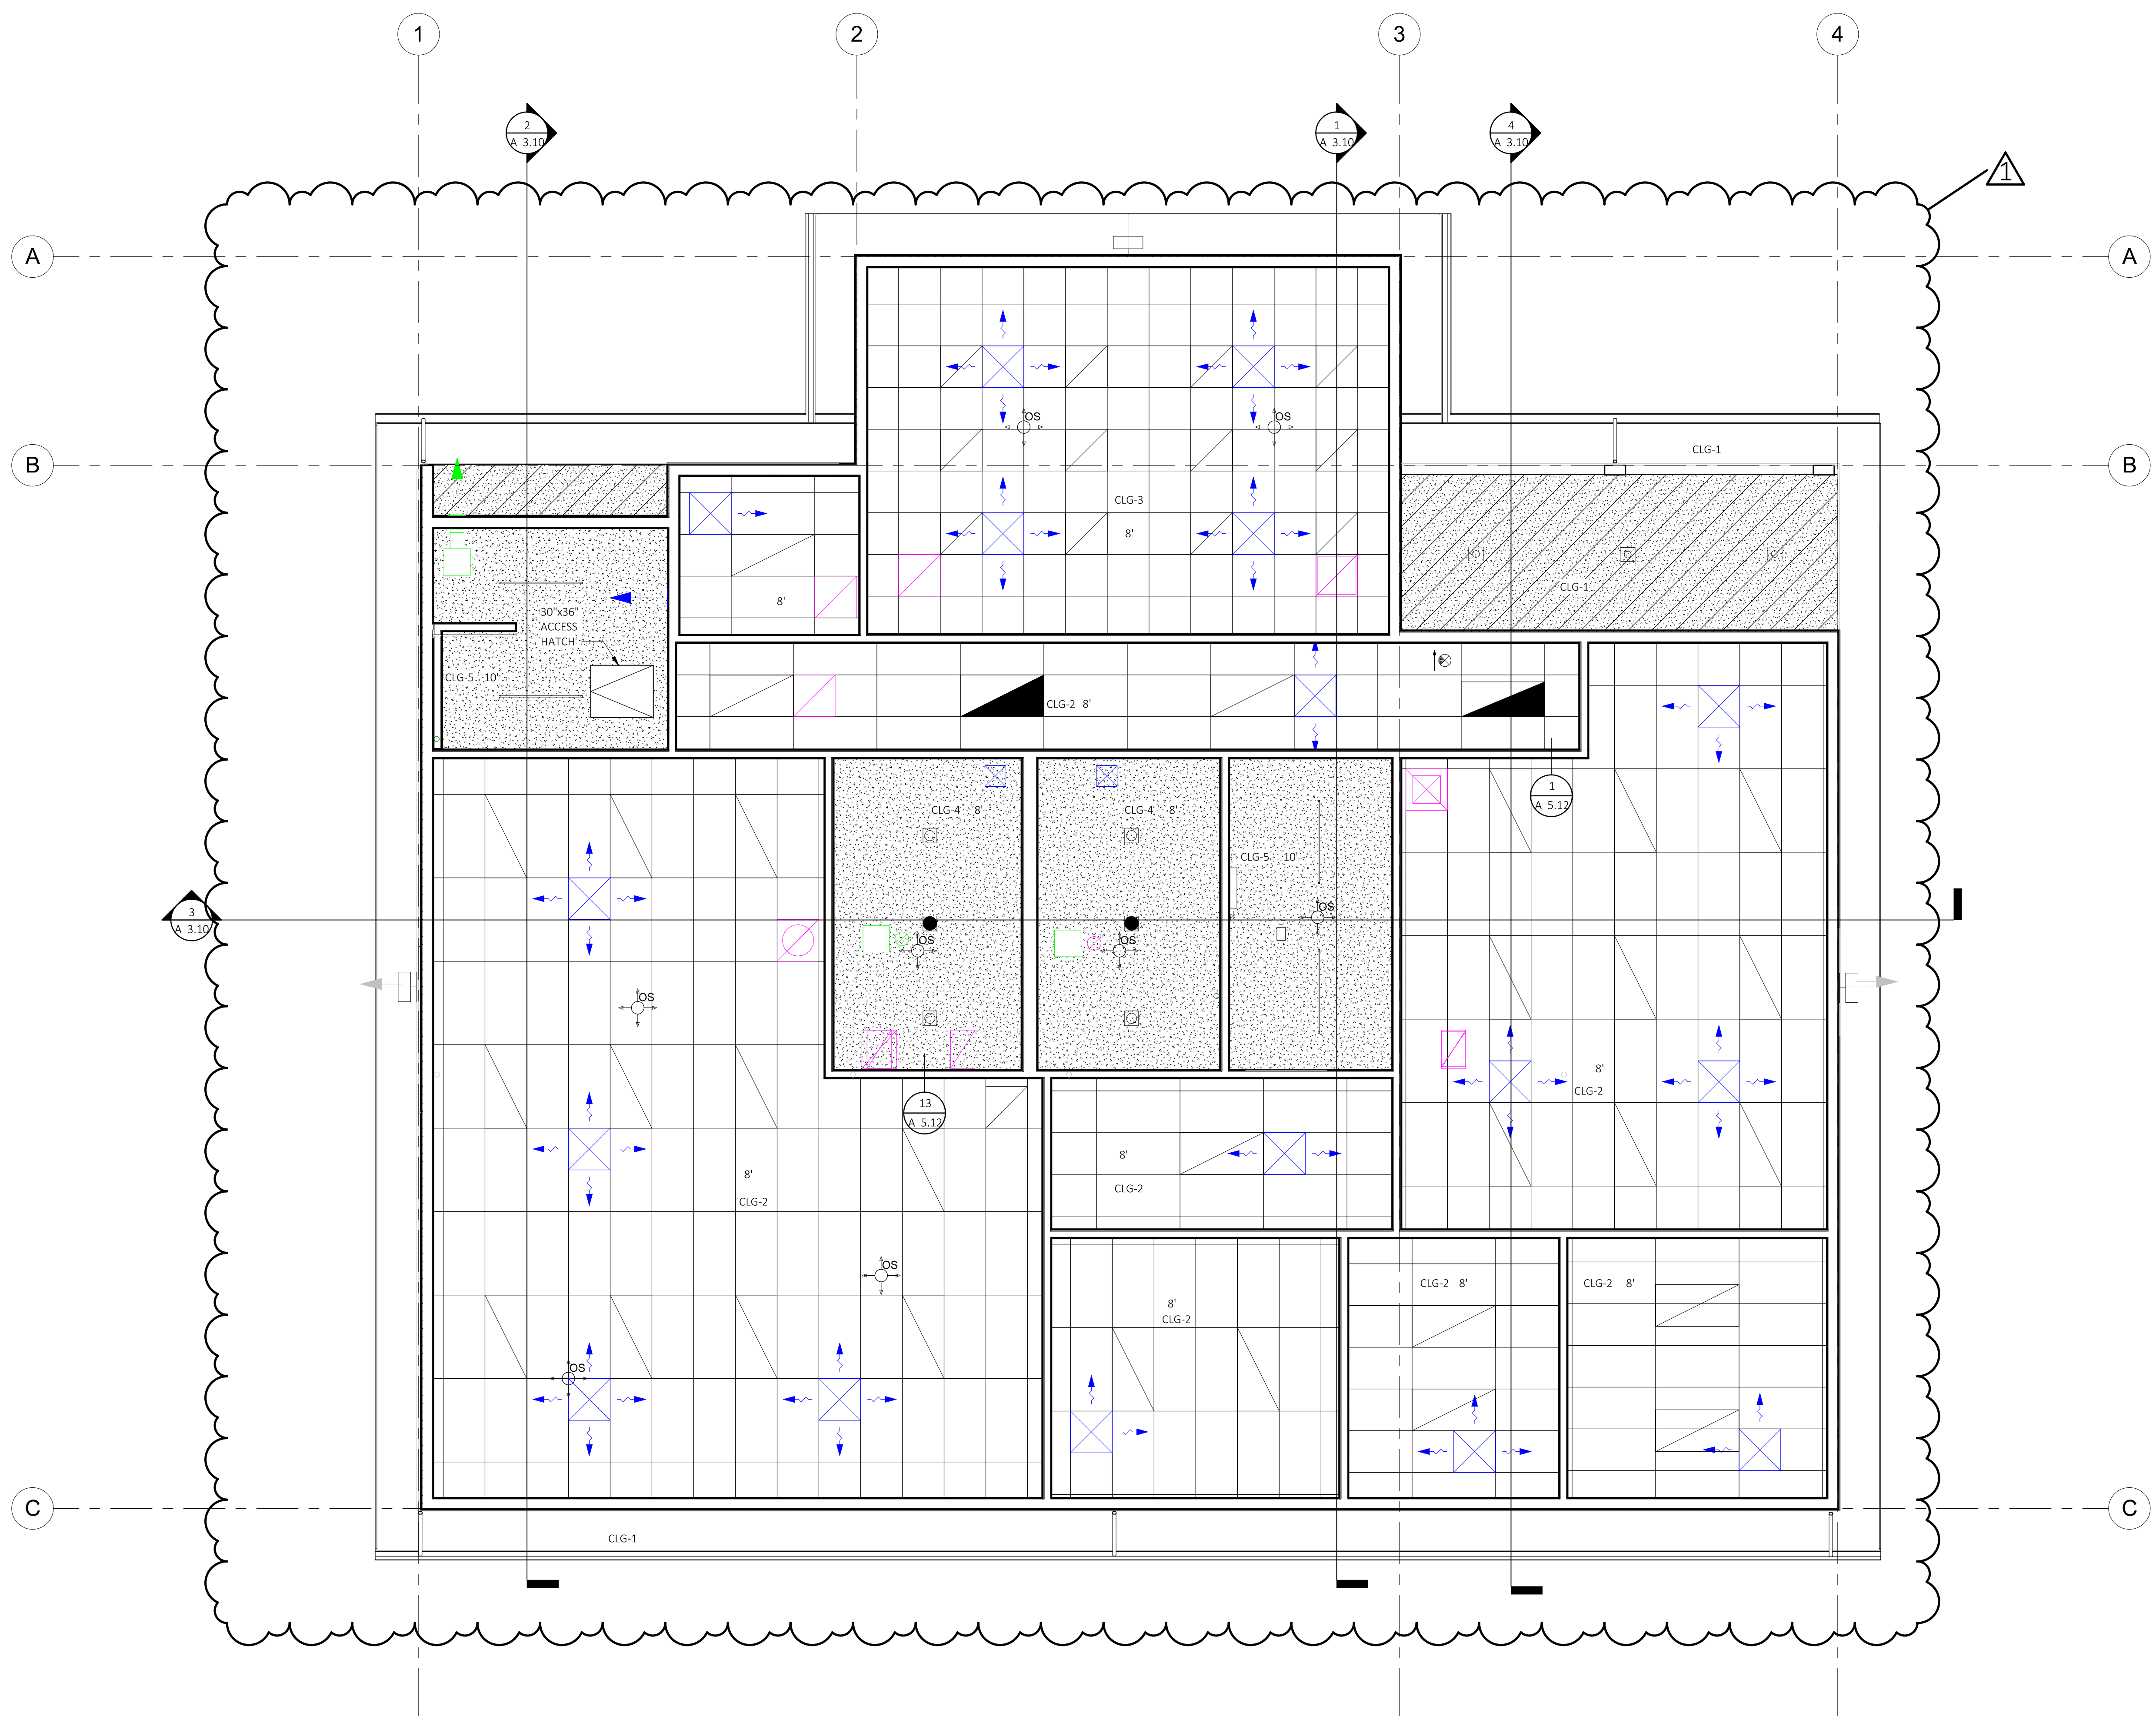 1
2
3
4
2
A 3.10
1
A 3.10
4
A 3.10
1
A
A
OS
OS
B
CLG-1
B
CLG-3
8'
CLG-1
8'
30"x36"
ACCESS
HATCH
CLG-5 10'
CLG-2 8'
1
A 5.12
CLG-4 8'
CLG-4 8'
CLG-5 10'
OS
3
A 3.10
OS
OS
OS
8'
CLG-2
13
A 5.12
8'
CLG-2
8'
CLG-2
OS
CLG-2 8'
CLG-2 8'
8'
CLG-2
OS
C
C
CLG-1